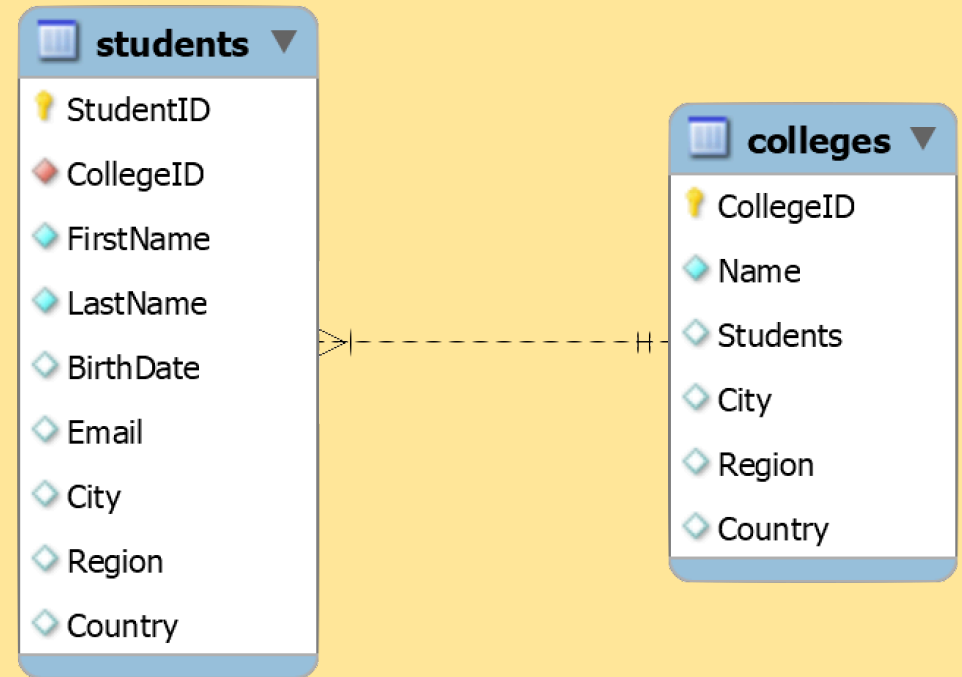 students
StudentID
CollegeID
FirstName
LastName
BirthDate
Email
City
Region
Country
colleges
CollegeID
Name
Students
City
Region
Country